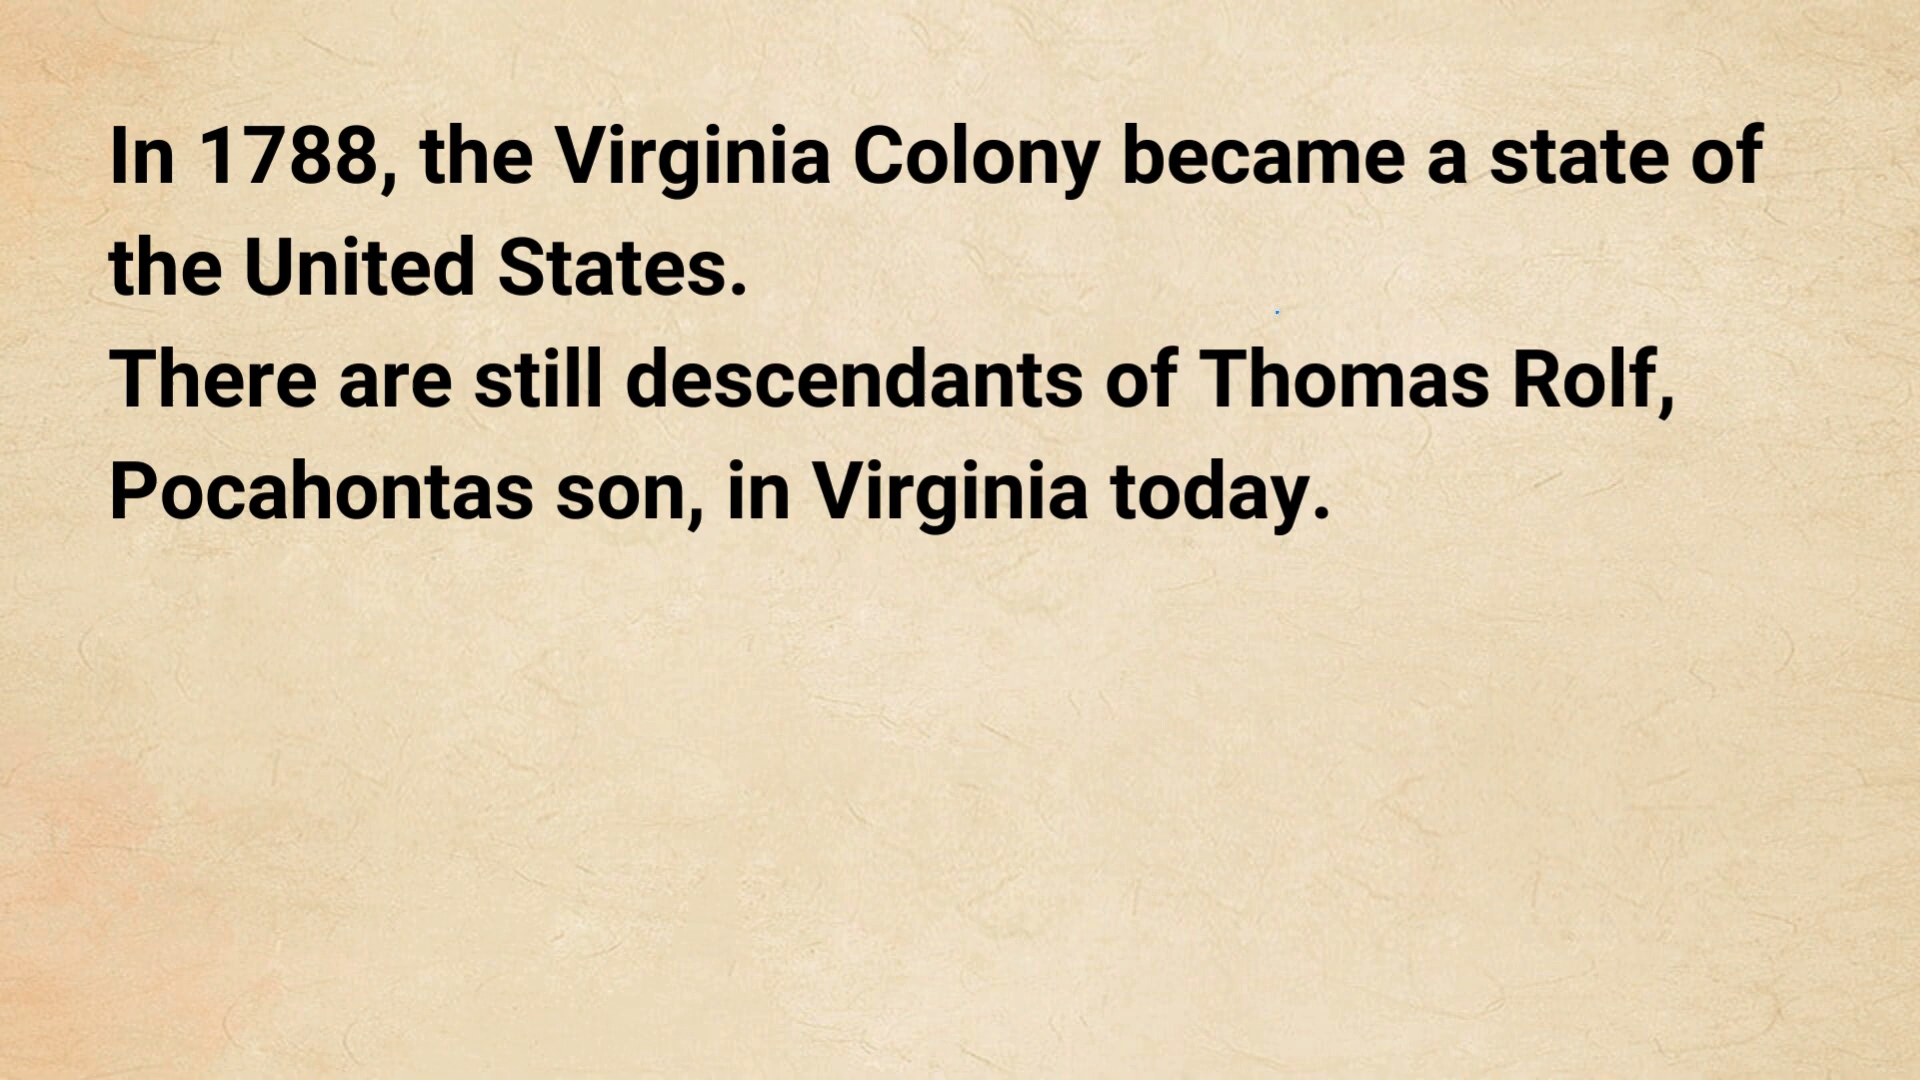 In 1788, the Virginia Colony became a state of
the United States.
There are still descendants of Thomas Rolf,
Pocahontas son, in Virginia today.